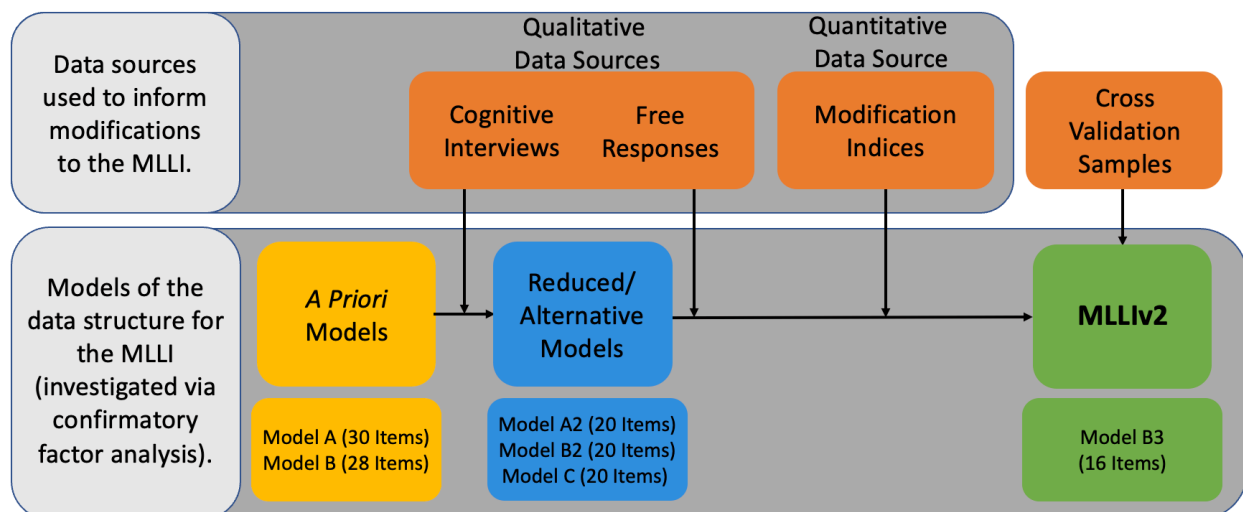 Data sources
used to inform
modifications
to the MLLI.
Qualitative
Data Sources
Cognitive
Interviews
Free
Responses
Quantitative
Data Source
Modification
Indices
Cross
Validation
Samples
Models of the
data structure for
the MLLI
(investigated via
confirmatory
factor analysis).
A Priori
Models
Reduced/
Alternative
Models
MLLIv2
Model A (30 Items)
Model B (28 Items)
Model A2 (20 Items)
Model B2 (20 Items)
Model C (20 Items)
Model B3
(16 Items)